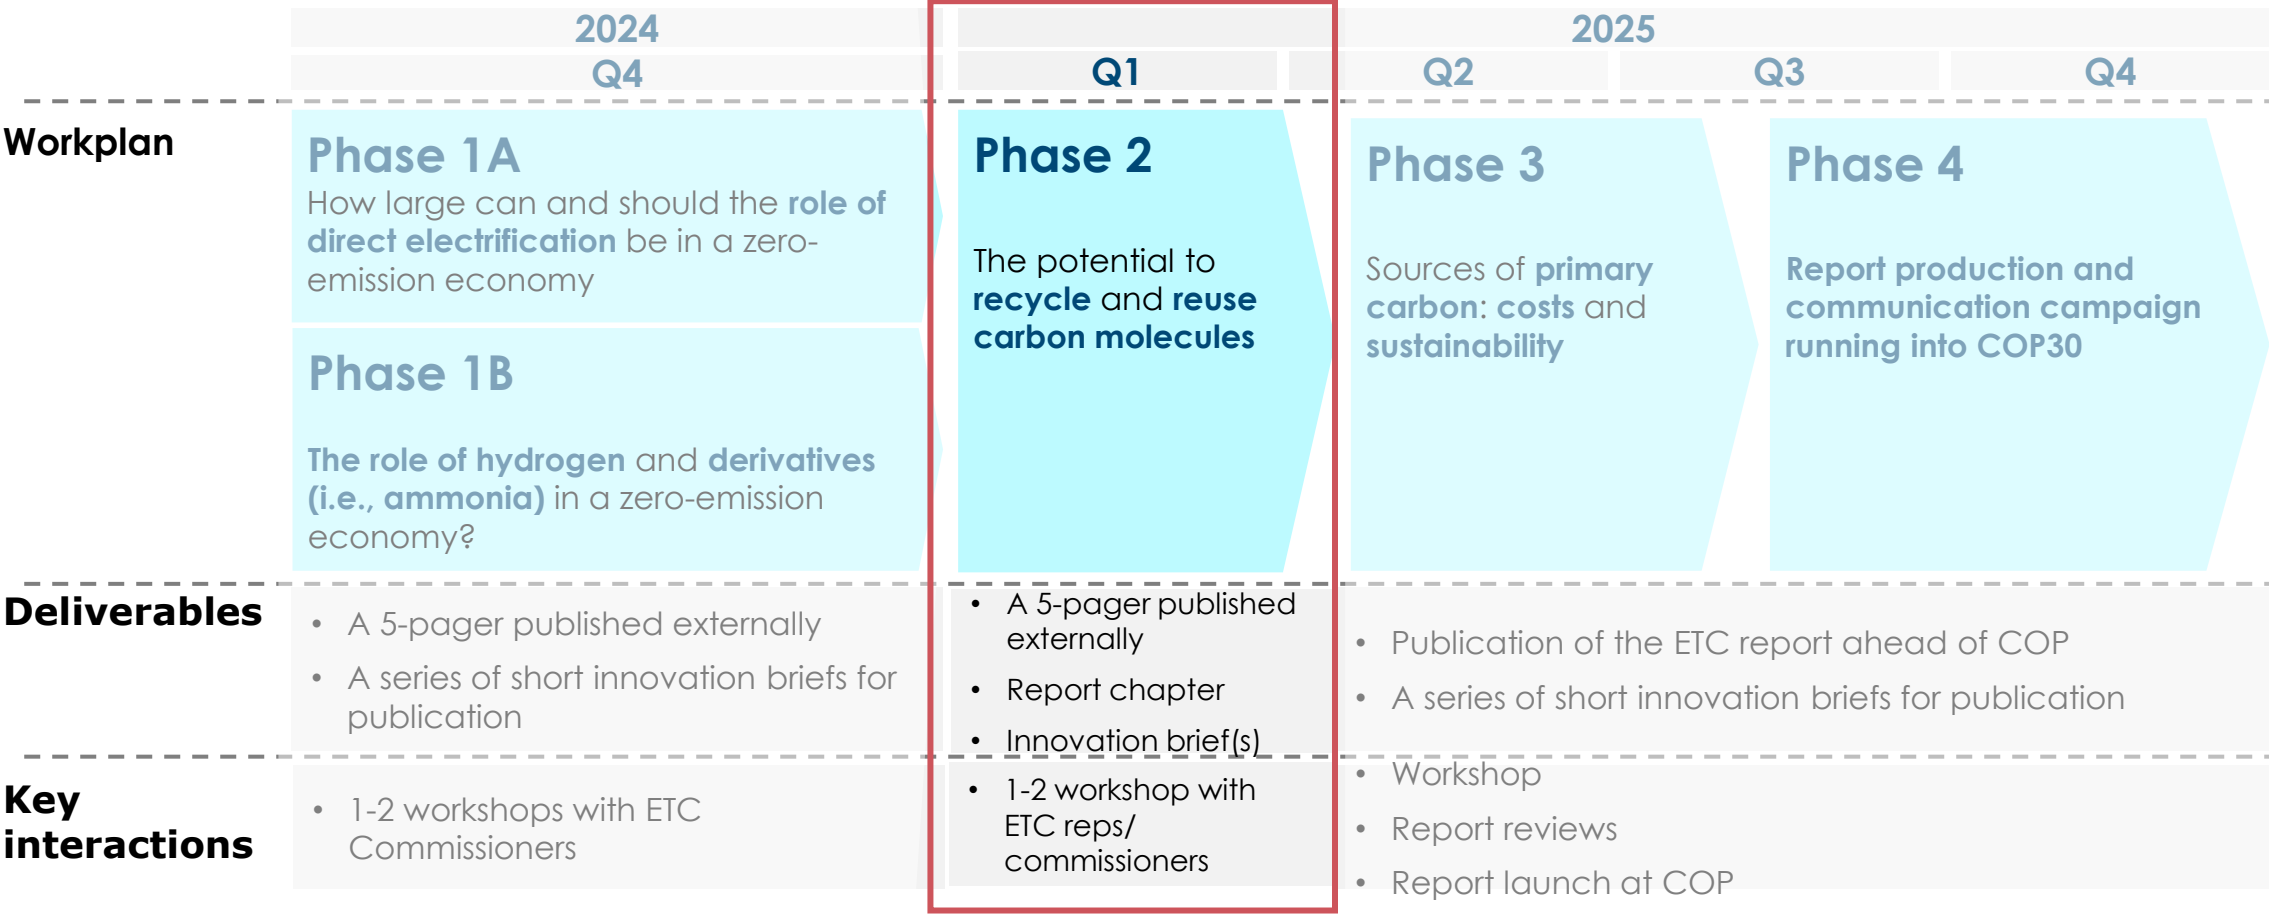 2024
2025
Q4
Q1
Q2
Q3
Q4
Workplan
Phase 1A
How large can and should the role of
direct electrification be in a zero-
emission economy
Phase 1B
The role of hydrogen and derivatives
(i.e., ammonia) in a zero-emission
economy?
Phase 2
The potential to
recycle and reuse
carbon molecules
Phase 3
Sources of primary
carbon: costs and
sustainability
Phase 4
Report production and
communication campaign
running into COP30
Deliverables
• A 5-pager published externally
• A series of short innovation briefs for
publication
• A 5-pager published
externally
• Report chapter
• Innovation brief(s)
• Publication of the ETC report ahead of COP
• A series of short innovation briefs for publication
Key
interactions
• 1-2 workshops with ETC
Commissioners
• 1-2 workshop with
ETC reps/
commissioners
• Workshop
• Report reviews
• Report launch at COP